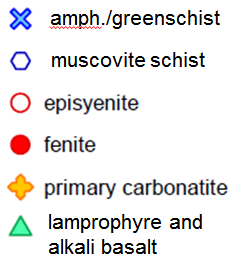 amph./greenschist
muscovite schist
episyenite
fenite
primary carbonatite
lamprophyre and
alkali basalt